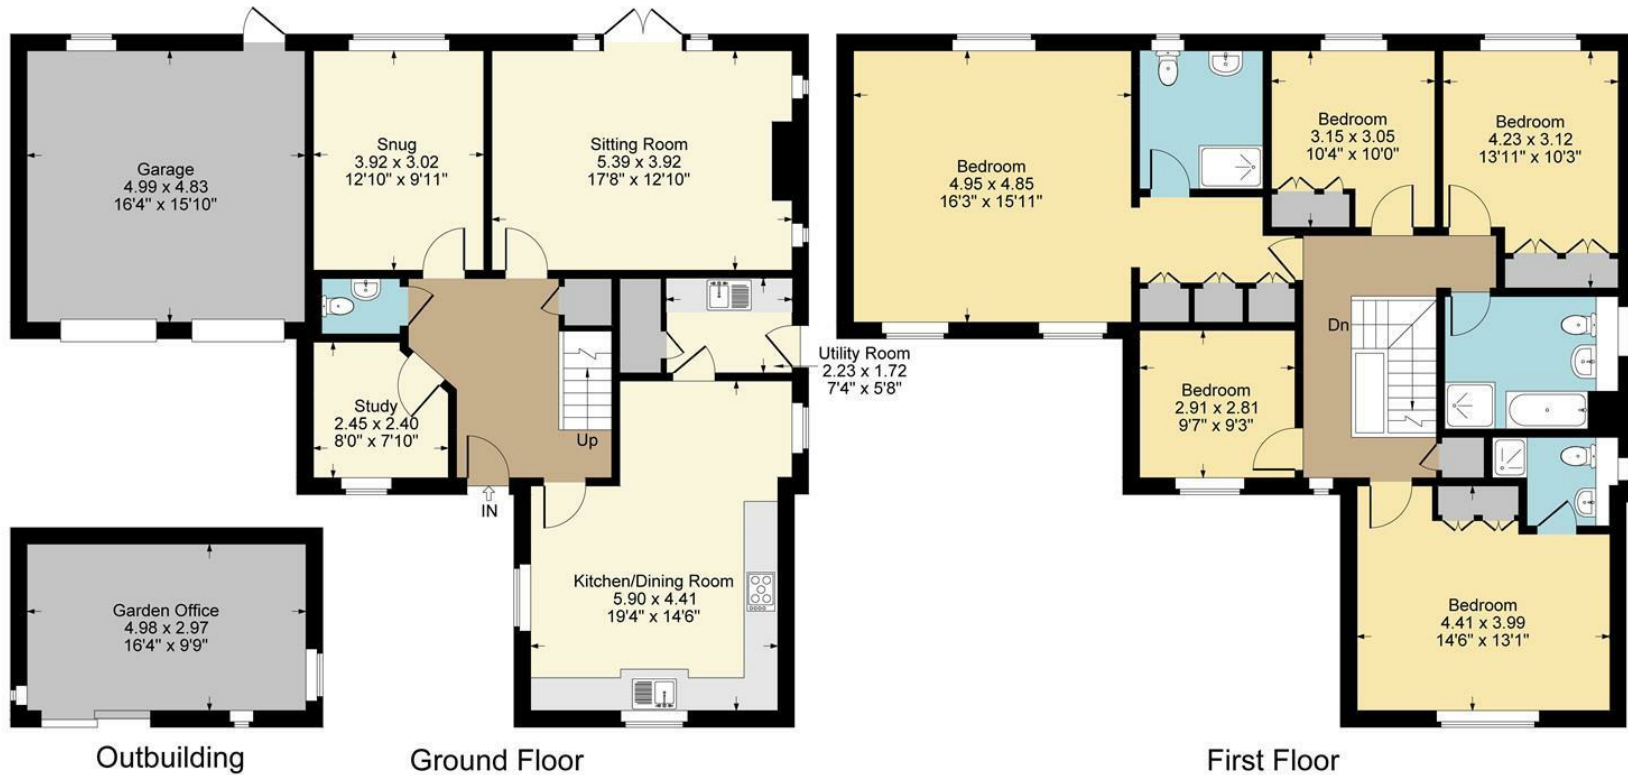 Garage
4.99 x 4.83
16'4" x 15'10"
Snug
3.92 x 3.02
12'10" x 9'11"
Sitting Room
5.39 x 3.92
17'8" x 12'10"
Utility Room
2.23 x 1.72
7'4" x 5'8"
Study
2.45 x 2.40
8'0" x 7'10"
Up
IN
Kitchen/Dining Room
5.90 x 4.41
19'4" x 14'6"
Garden Office
4.98 x 2.97
16'4" x 9'9"
Outbuilding
Ground Floor
Bedroom
4.95 x 4.85
16'3" x 15'11"
Bedroom
3.15 x 3.05
10'4" x 10'0"
Bedroom
4.23 x 3.12
13'11" x 10'3"
Dn
Bedroom
2.91 x 2.81
9'7" x 9'3"
Bedroom
4.41 x 3.99
14'6" x 13'1"
First Floor